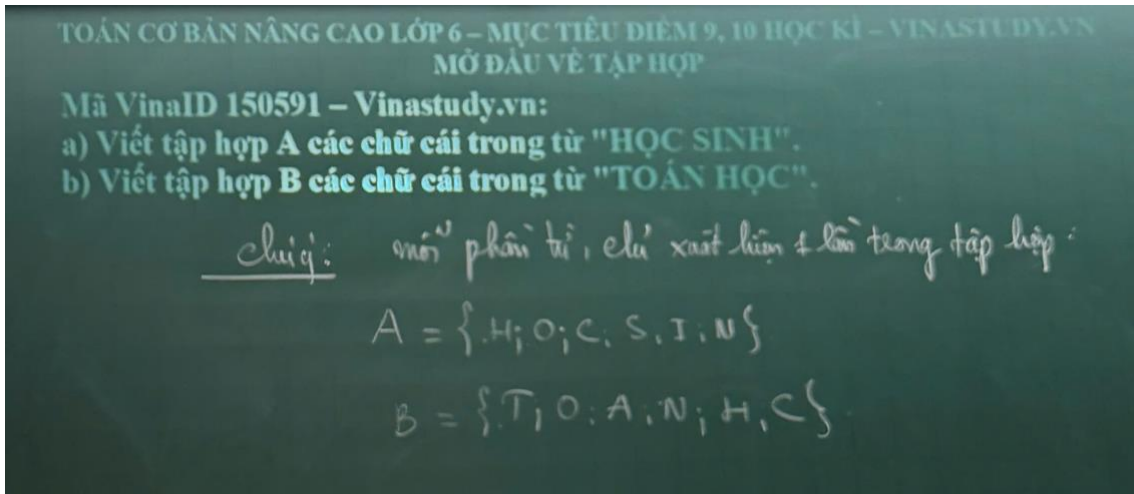 TOÁN CƠ BẢN NÂNG CAO LỚP 6 – MỤC TIÊU ĐIỂM 9, 10 HỌC KÌ – VINASTUDY.VN
MỞ ĐẦU VỀ TẬP HỢP
Mã VinaID 150591 – Vinastudy.vn:
a) Viết tập hợp A các chữ cái trong từ "HỌC SINH".
b) Viết tập hợp B các chữ cái trong từ "TOÁN HỌC".
chú ý: mỗi phần tử, chỉ xuất hiện 1 lần trong tập hợp.
A = {H; O; C; S, I; N}
B = {T; O; A; N; H, C}